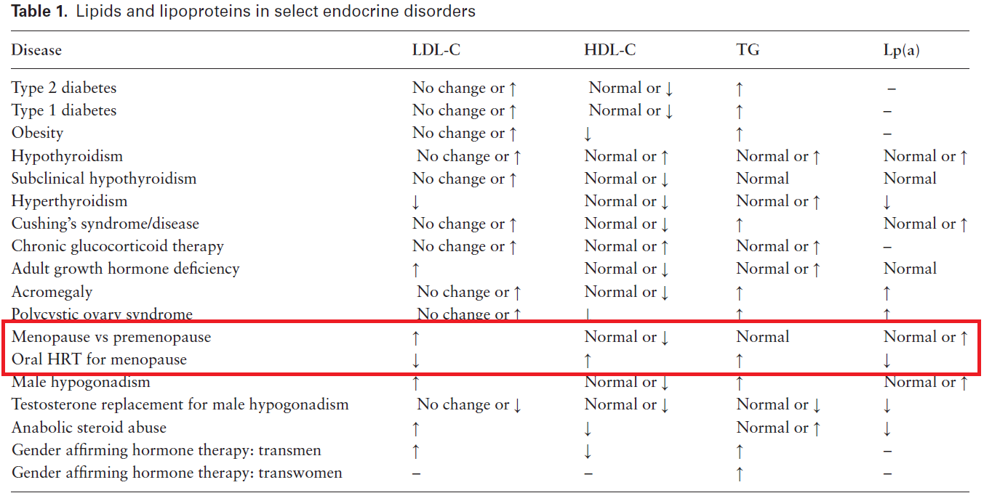 Table 1. Lipids and lipoproteins in select endocrine disorders
Disease LDL-C HDL-C TG Lp(a)
Type 2 diabetes No change or ↑ Normal or ↓ ↑ –
Type 1 diabetes No change or ↑ Normal or ↓ ↑ –
Obesity No change or ↑ ↓ ↑ –
Hypothyroidism No change or ↑ Normal or ↑ Normal or ↑ Normal or ↑
Subclinical hypothyroidism No change or ↑ Normal or ↓ Normal Normal
Hyperthyroidism ↓ Normal or ↓ Normal or ↑ ↓
Cushing’s syndrome/disease No change or ↑ Normal or ↓ ↑ Normal or ↑
Chronic glucocorticoid therapy No change or ↑ Normal or ↑ Normal or ↑ –
Adult growth hormone deficiency ↑ Normal or ↓ Normal or ↑ Normal
Acromegaly No change or ↑ Normal or ↓ ↑ ↑
Polycystic ovary syndrome No change or ↑ ↓ ↑ ↑
Menopause vs premenopause ↑ Normal or ↓ Normal Normal or ↑
Oral HRT for menopause ↓ ↑ ↑ ↓
Male hypogonadism ↑ Normal or ↓ ↑ Normal or ↑
Testosterone replacement for male hypogonadism No change or ↓ Normal or ↓ Normal or ↓ ↓
Anabolic steroid abuse ↑ ↓ Normal or ↑ ↓
Gender affirming hormone therapy: transmen ↑ ↓ ↑ –
Gender affirming hormone therapy: transwomen – – ↑ –